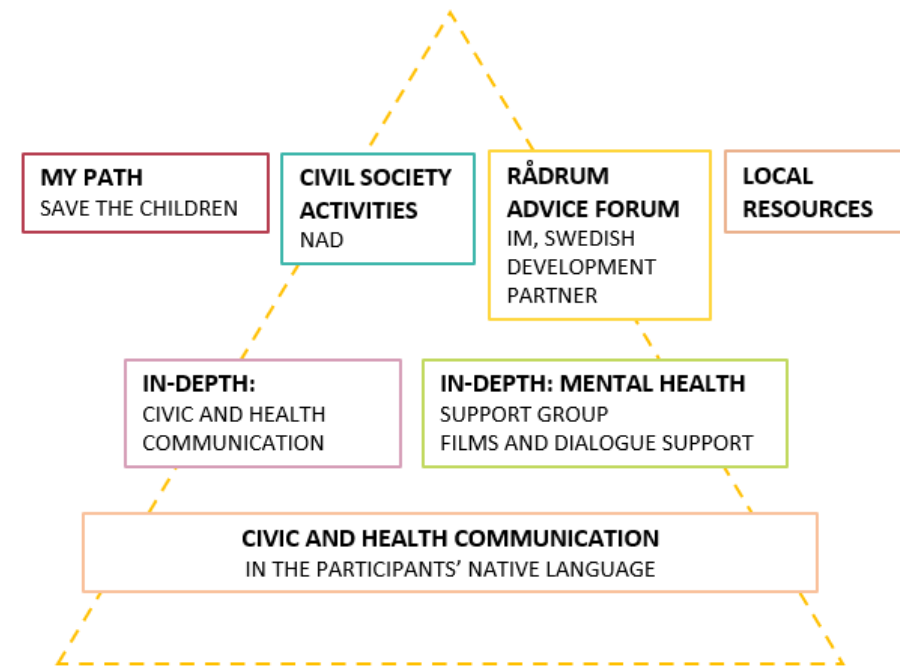 MY PATH
SAVE THE CHILDREN
CIVIL SOCIETY
ACTIVITIES
NAD
RÅDRUM
ADVICE FORUM
IM, SWEDISH
DEVELOPMENT
PARTNER
LOCAL
RESOURCES
IN-DEPTH:
CIVIC AND HEALTH
COMMUNICATION
IN-DEPTH: MENTAL HEALTH
SUPPORT GROUP
FILMS AND DIALOGUE SUPPORT
CIVIC AND HEALTH COMMUNICATION
IN THE PARTICIPANTS’ NATIVE LANGUAGE